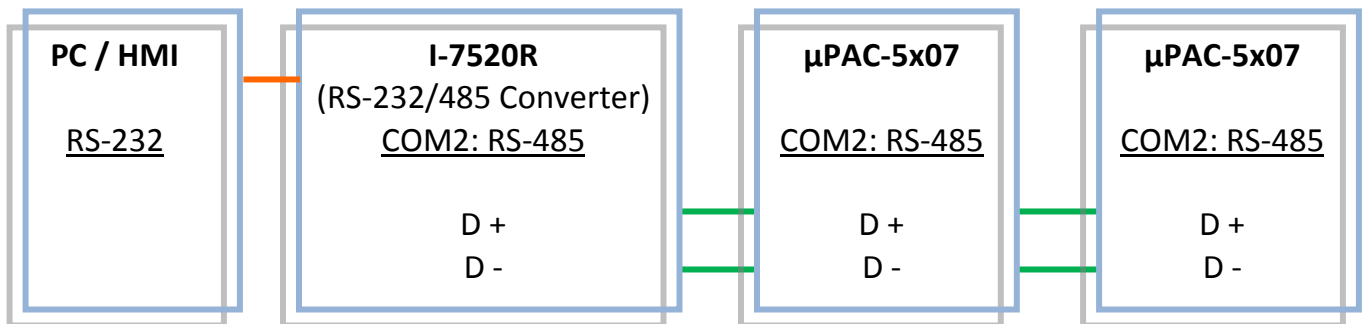 PC / HMI
RS-232
I-7520R
(RS-232/485 Converter)
COM2: RS-485
D +
D -
μPAC-5x07
COM2: RS-485
D +
D -
μPAC-5x07
COM2: RS-485
D +
D -